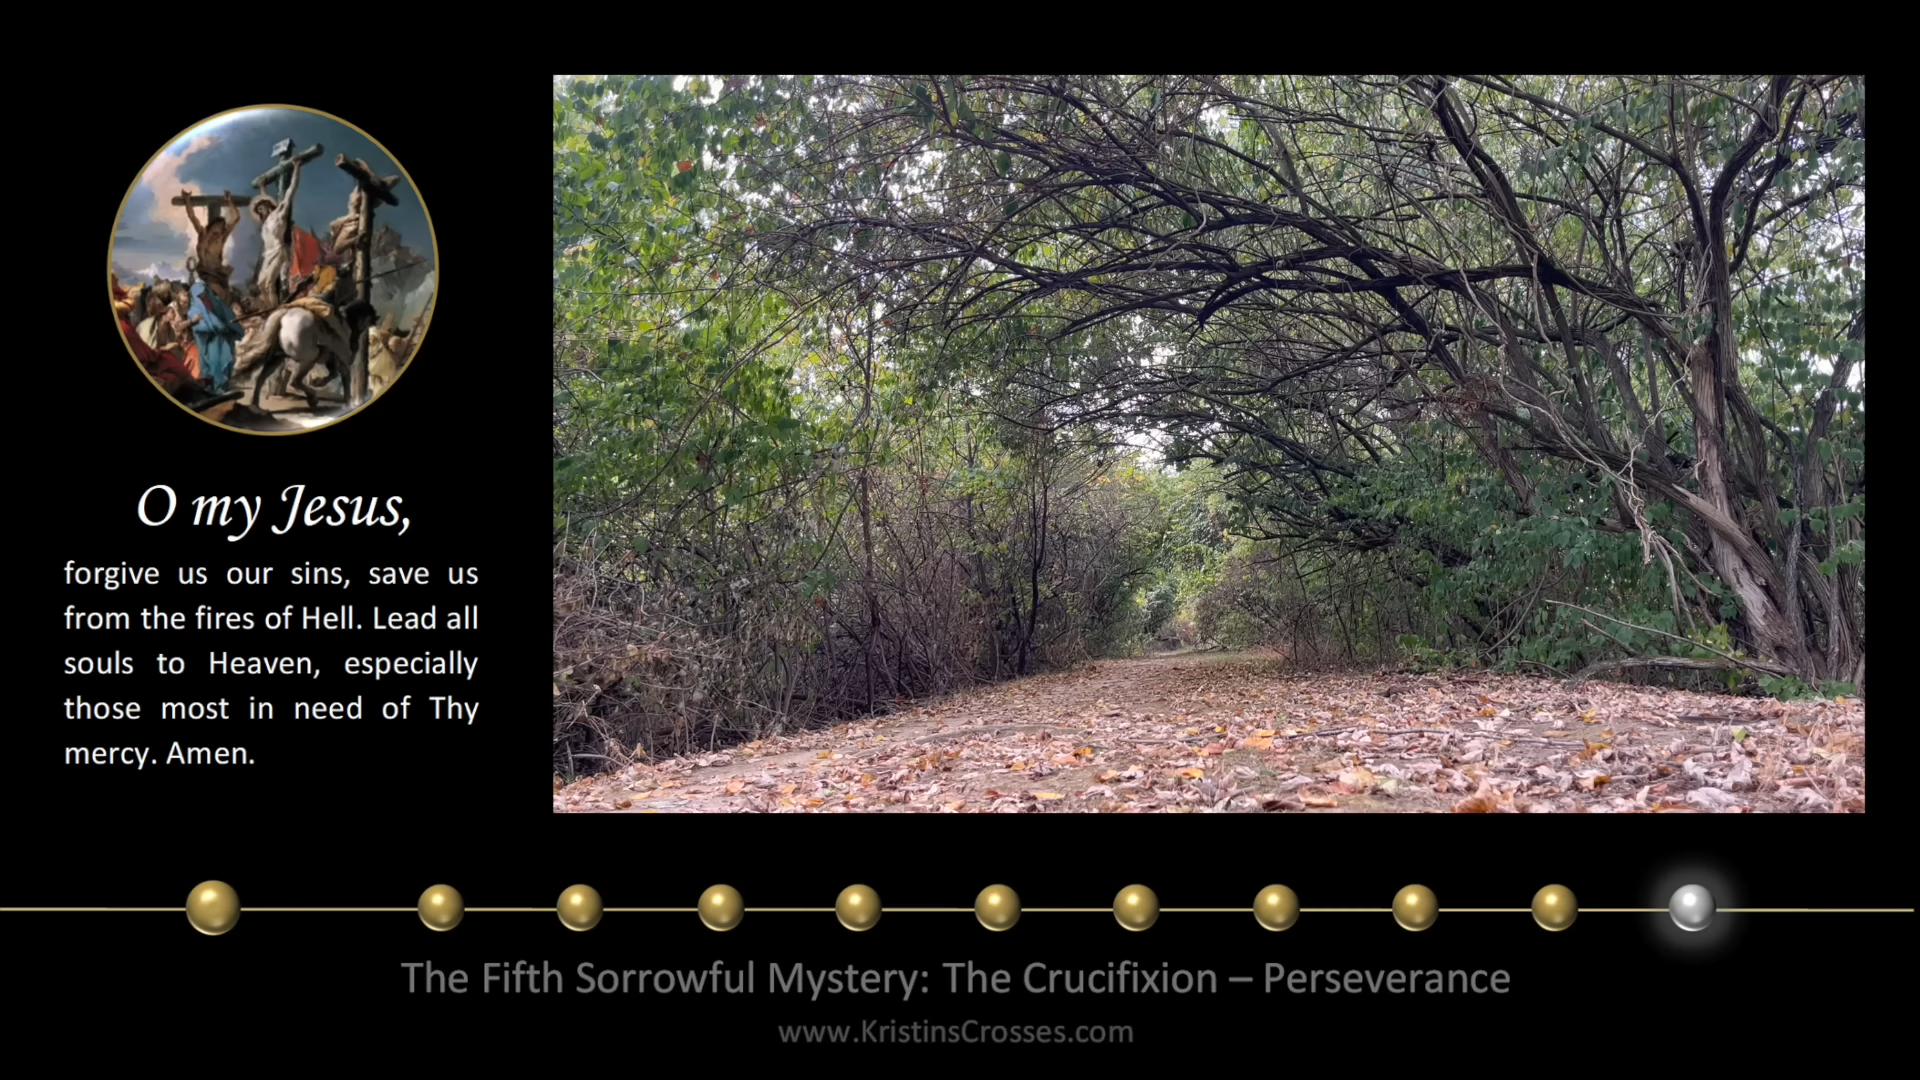 O my Jesus,
forgive us our sins, save us
from the fires of Hell. Lead all
souls to Heaven, especially
those most in need of Thy
mercy. Amen.
The Fifth Sorrowful Mystery: The Crucifixion – Perseverance
www.KristinsCrosses.com